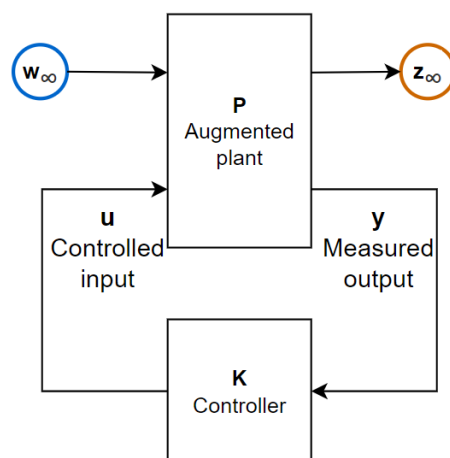 w∞
z∞
P
Augmented
plant
u
Controlled
input
y
Measured
output
K
Controller